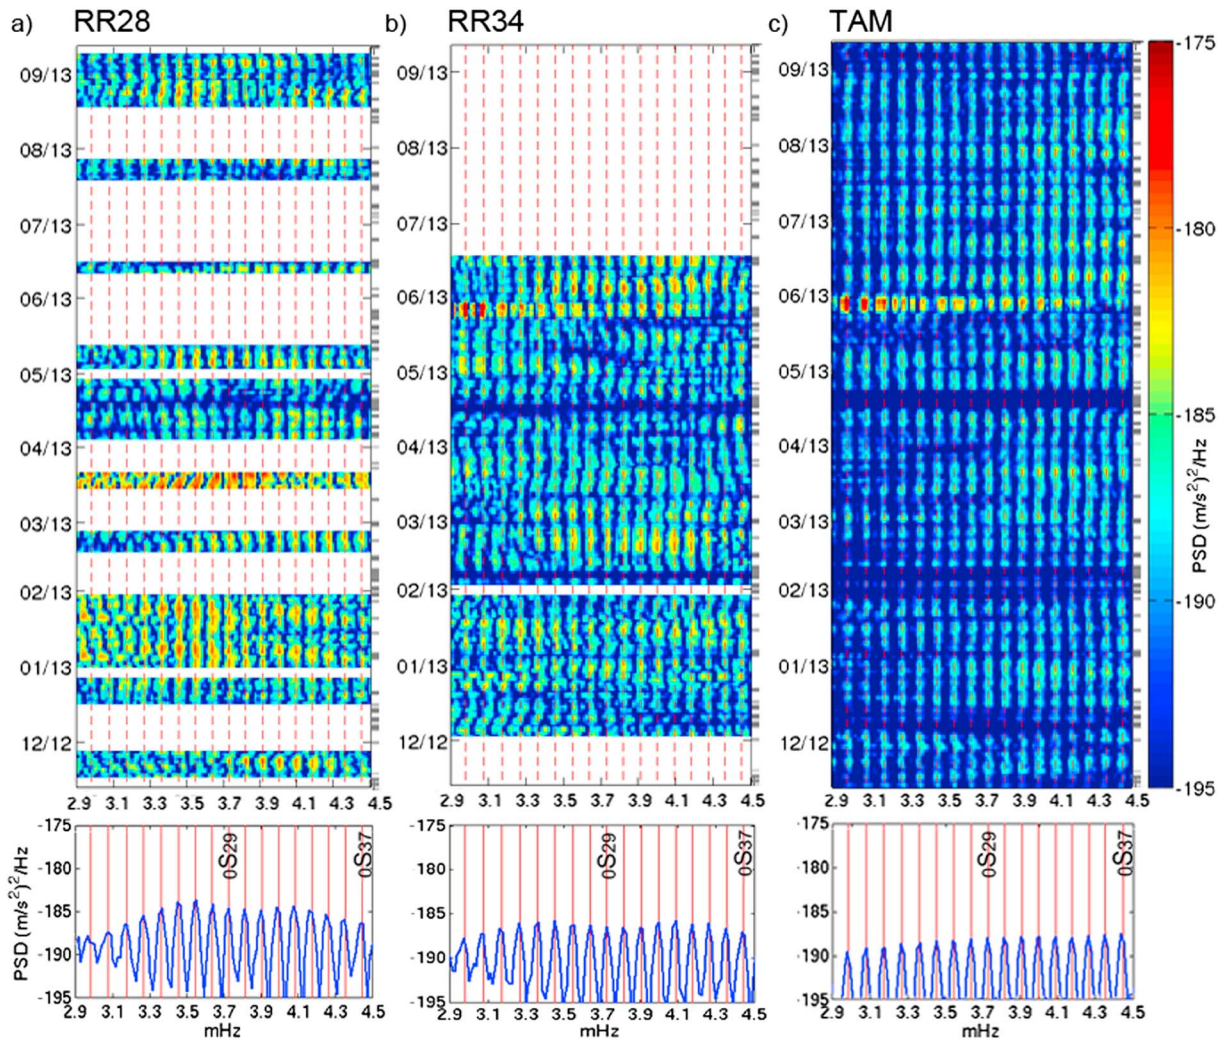 a) RR28
b) RR34
c) TAM
09/13
08/13
07/13
06/13
05/13
04/13
03/13
02/13
01/13
12/12
2.9 3.1 3.3 3.5 3.7 3.9 4.1 4.3 4.5
09/13
08/13
07/13
06/13
05/13
04/13
03/13
02/13
01/13
12/12
2.9 3.1 3.3 3.5 3.7 3.9 4.1 4.3 4.5
09/13
08/13
07/13
06/13
05/13
04/13
03/13
02/13
01/13
12/12
2.9 3.1 3.3 3.5 3.7 3.9 4.1 4.3 4.5
-175
-180
-185
-190
-195
PSD (m/s²)²/Hz
PSD (m/s²)²/Hz
-175
-180
-185
-190
-195
0S29
0S37
2.9 3.1 3.3 3.5 3.7 3.9 4.1 4.3 4.5
mHz
-175
-180
-185
-190
-195
0S29
0S37
2.9 3.1 3.3 3.5 3.7 3.9 4.1 4.3 4.5
mHz
-175
-180
-185
-190
-195
0S29
0S37
2.9 3.1 3.3 3.5 3.7 3.9 4.1 4.3 4.5
mHz